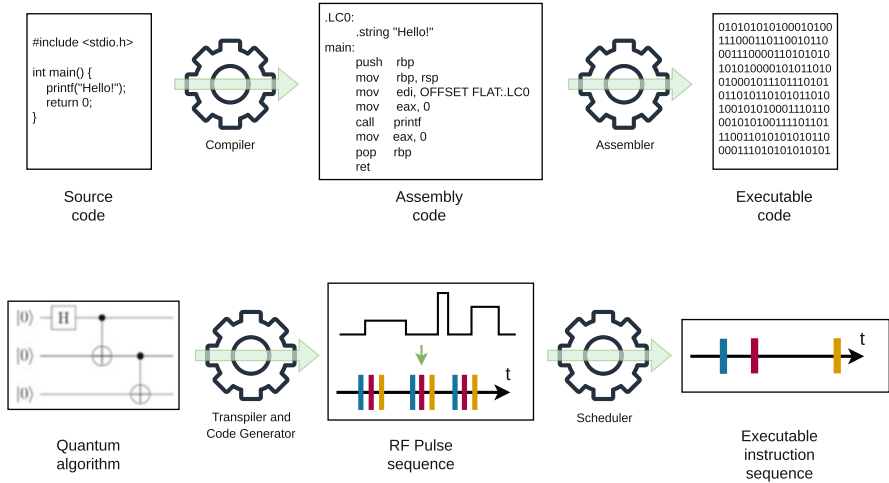 #include <stdio.h>
int main() {
printf("Hello!");
return 0;
}
Compiler
.LC0:
.string "Hello!"
main:
push rbp
mov rbp, rsp
mov edi, OFFSET FLAT:.LC0
mov eax, 0
call printf
mov eax, 0
pop rbp
ret
Assembler
010101010100010100
111000110110010110
001110000110101010
101010000101011010
010001011101110101
011010110101011010
100101010001110110
001010100111101101
110011010101010110
000111010101010101
Source
code
Assembly
code
Executable
code
|0⟩ H
|0⟩
|0⟩
Transpiler and
Code Generator
t
Scheduler
t
Quantum
algorithm
RF Pulse
sequence
Executable
instruction
sequence